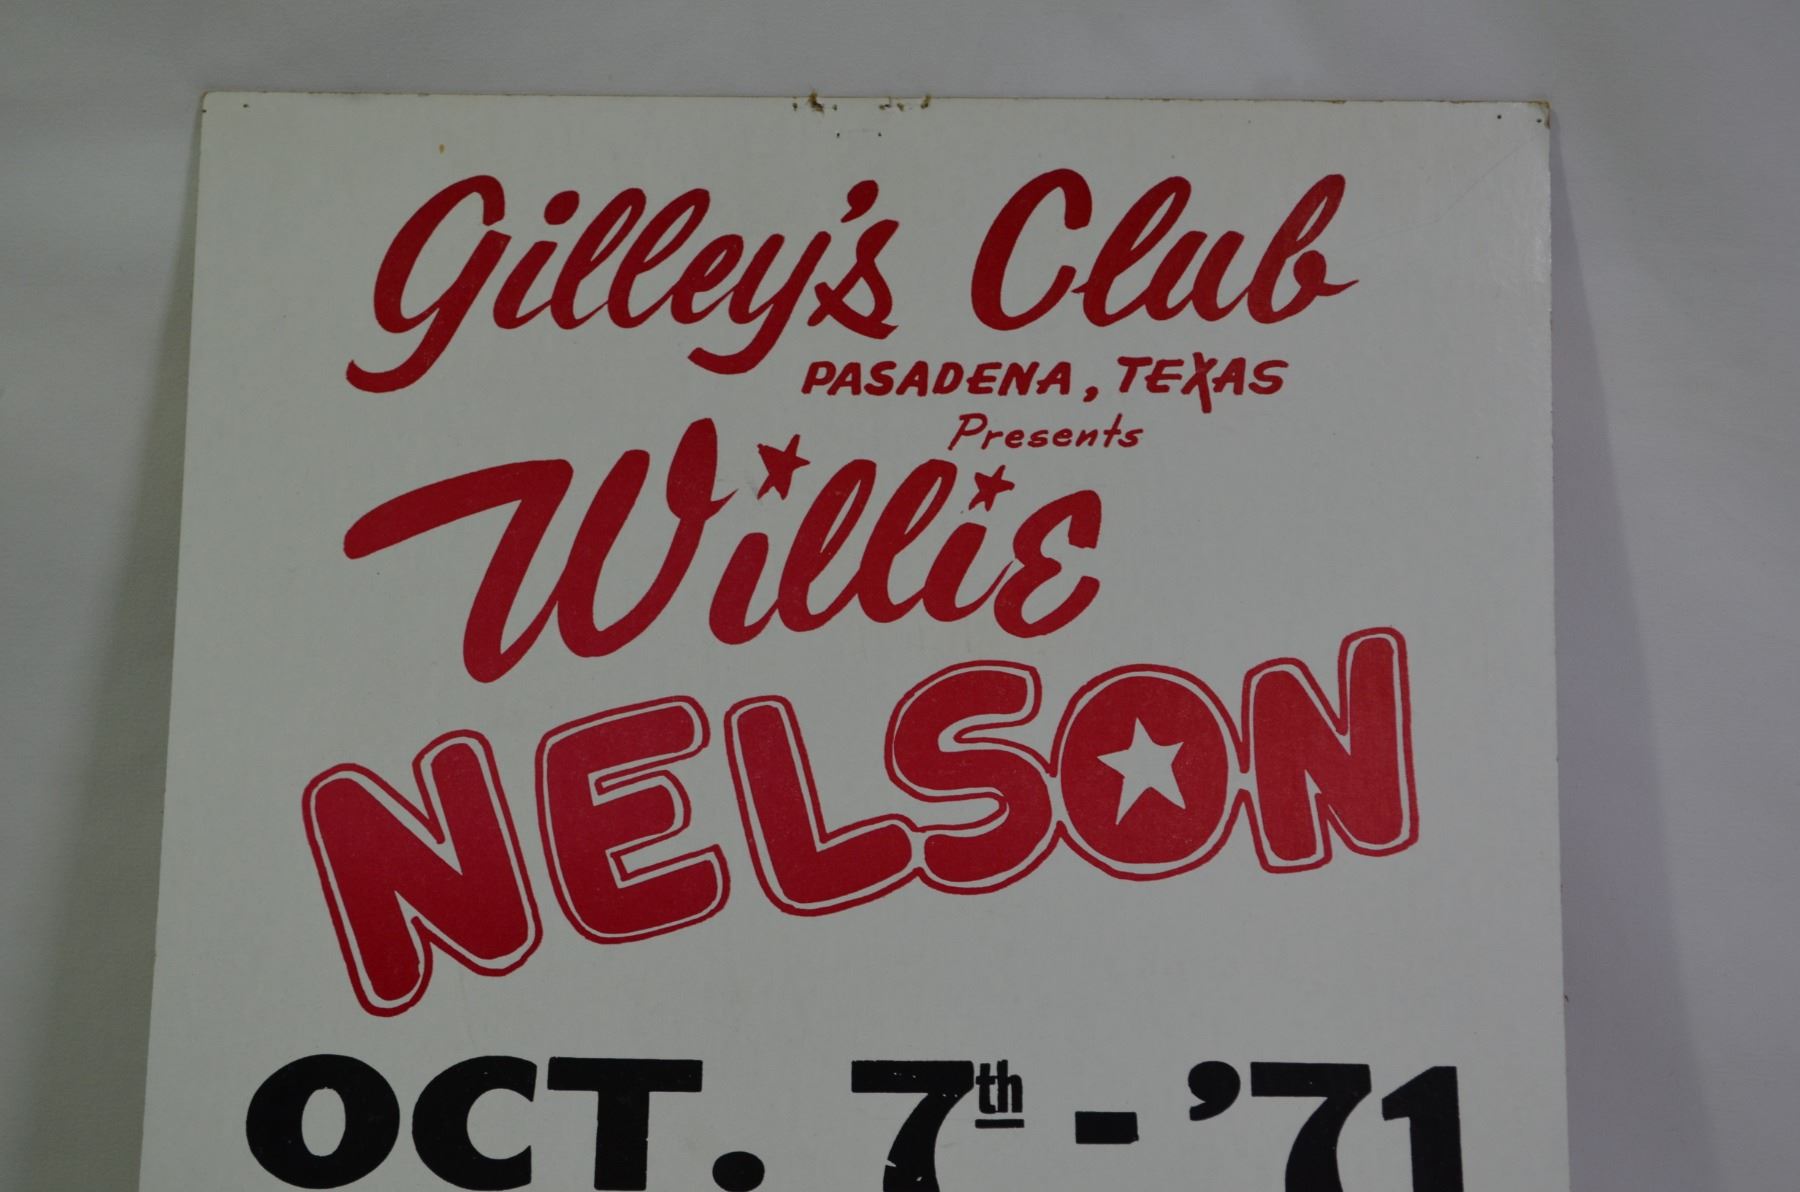 Gilley's Club
PASADENA, TEXAS
Presents
Willie
NELSON
OCT. 7th - '71